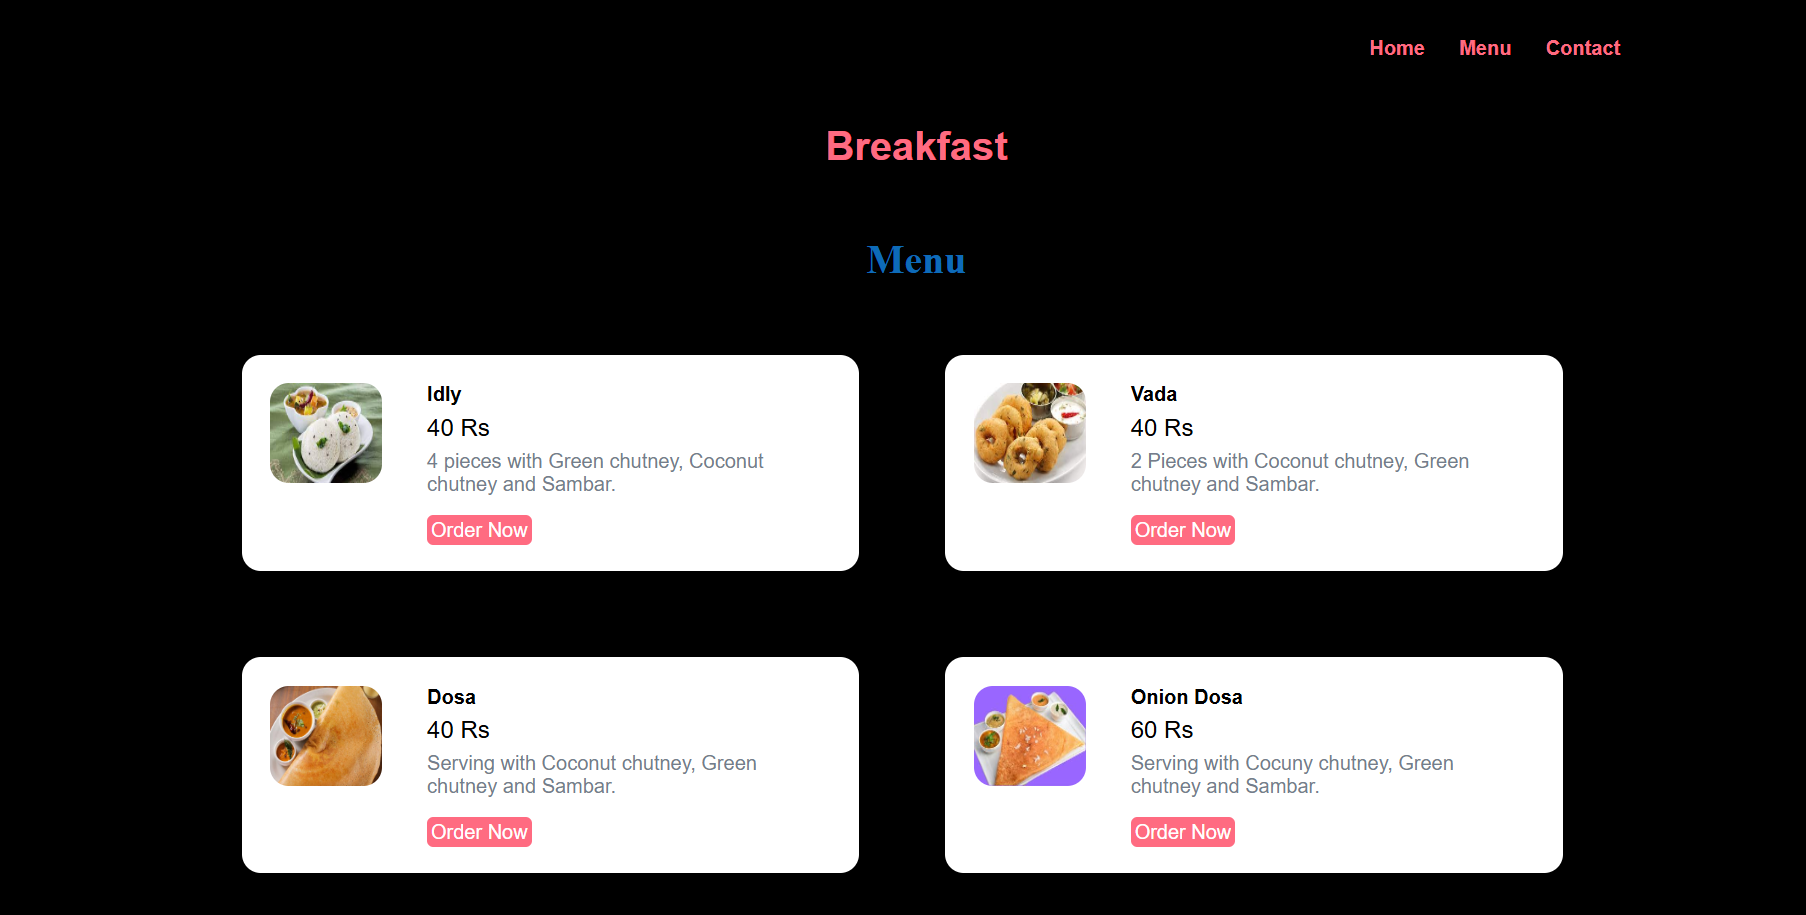 Home Menu Contact
Breakfast
Menu
Idly
40 Rs
4 pieces with Green chutney, Coconut
chutney and Sambar.
Order Now
Vada
40 Rs
2 Pieces with Coconut chutney, Green
chutney and Sambar.
Order Now
Dosa
40 Rs
Serving with Coconut chutney, Green
chutney and Sambar.
Order Now
Onion Dosa
60 Rs
Serving with Cocuny chutney, Green
chutney and Sambar.
Order Now